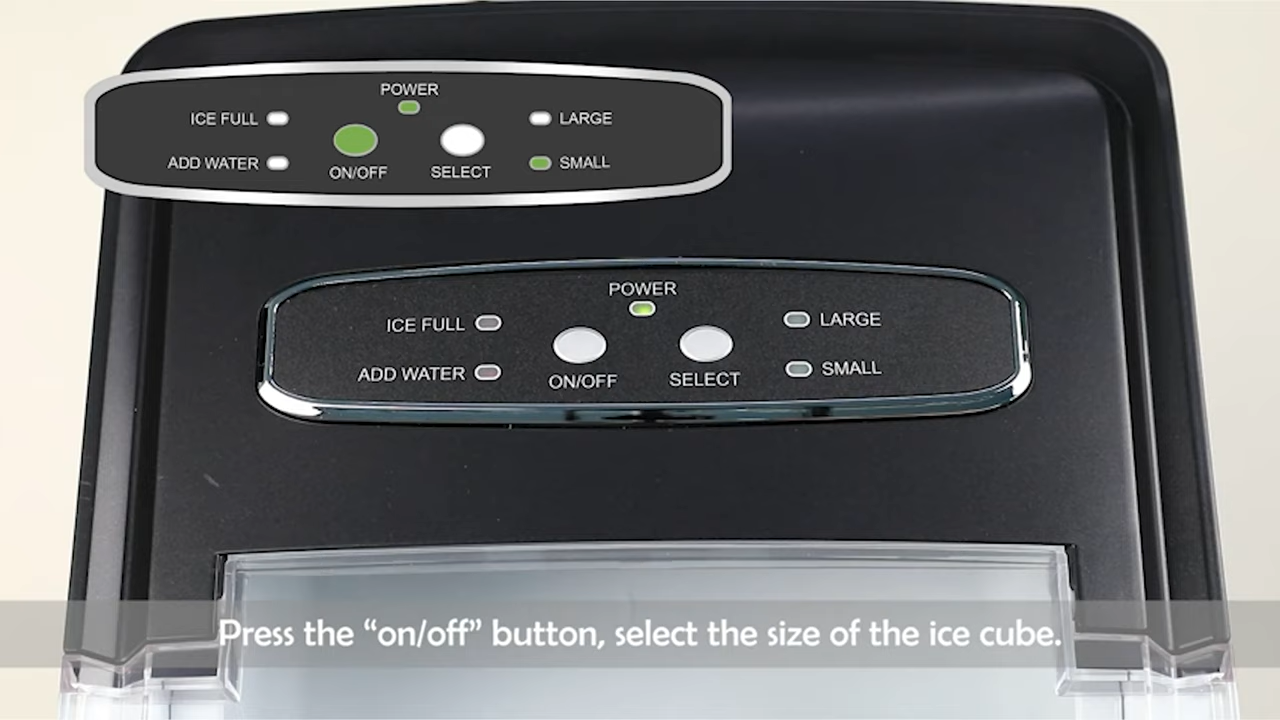 POWER
ICE FULL
LARGE
ADD WATER
SMALL
ON/OFF
SELECT
POWER
ICE FULL
LARGE
ADD WATER
SMALL
ON/OFF
SELECT
Press the “on/off” button, select the size of the ice cube.